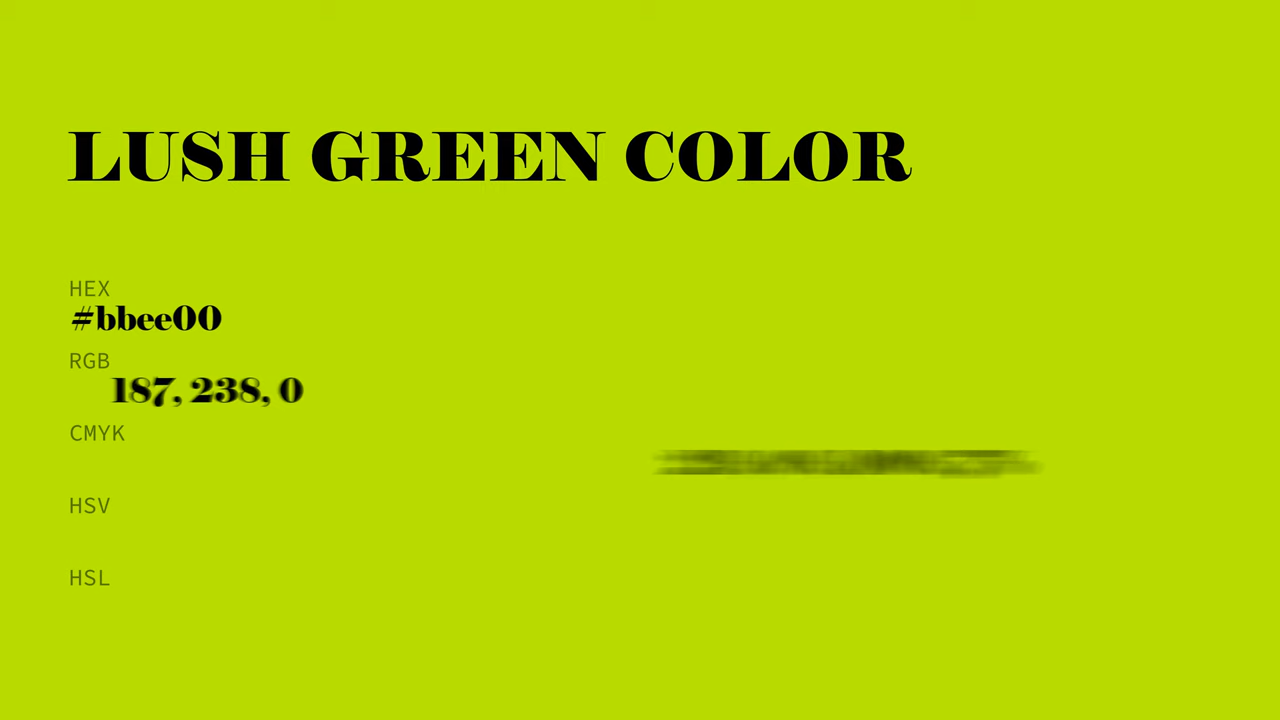 LUSH GREEN COLOR
HEX
#bbee00
RGB
187, 238, 0
CMYK
HSV
HSL